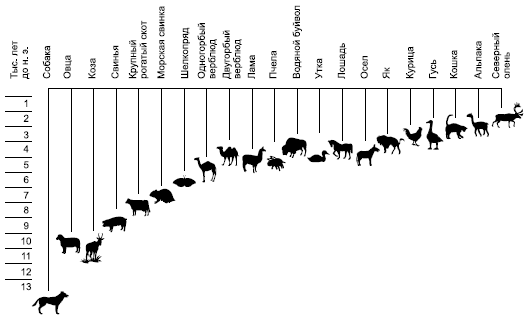 Тыс. лет
до н. э.
Собака
Овца
Коза
Свинья
Крупный
рогатый скот
Морская свинка
Шелкопряд
Одногорбый
верблюд
Двугорбый
верблюд
Лама
Пчела
Водяной буйвол
Утка
Лошадь
Осел
Як
Курица
Гусь
Кошка
Альпака
Северный
олень
1
2
3
4
5
6
7
8
9
10
11
12
13